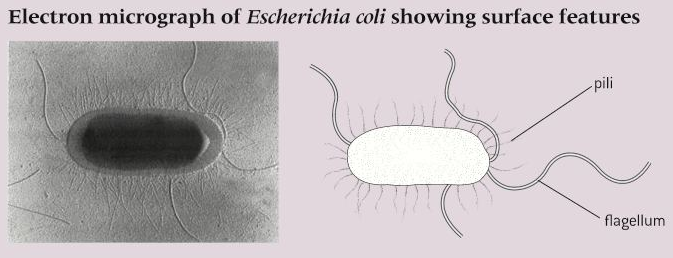 Electron micrograph of Escherichia coli showing surface features
pili
flagellum